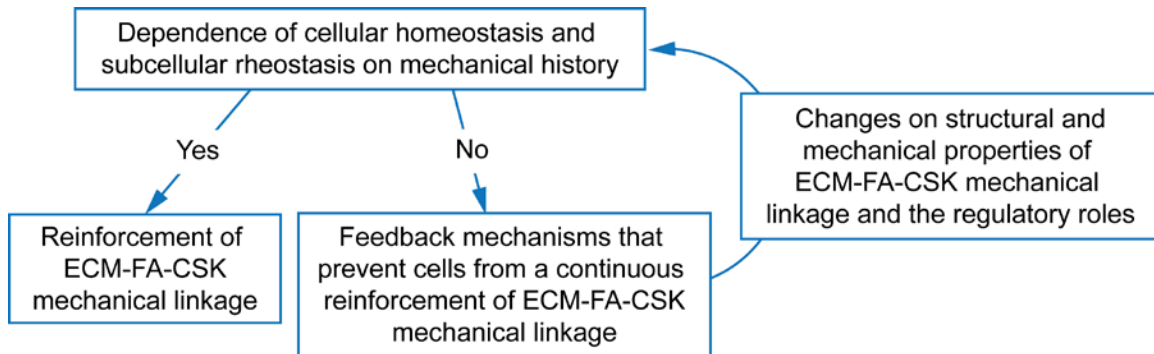 Dependence of cellular homeostasis and
subcellular rheostasis on mechanical history
Yes
No
Reinforcement of
ECM-FA-CSK
mechanical linkage
Feedback mechanisms that
prevent cells from a continuous
reinforcement of ECM-FA-CSK
mechanical linkage
Changes on structural and
mechanical properties of
ECM-FA-CSK mechanical
linkage and the regulatory roles